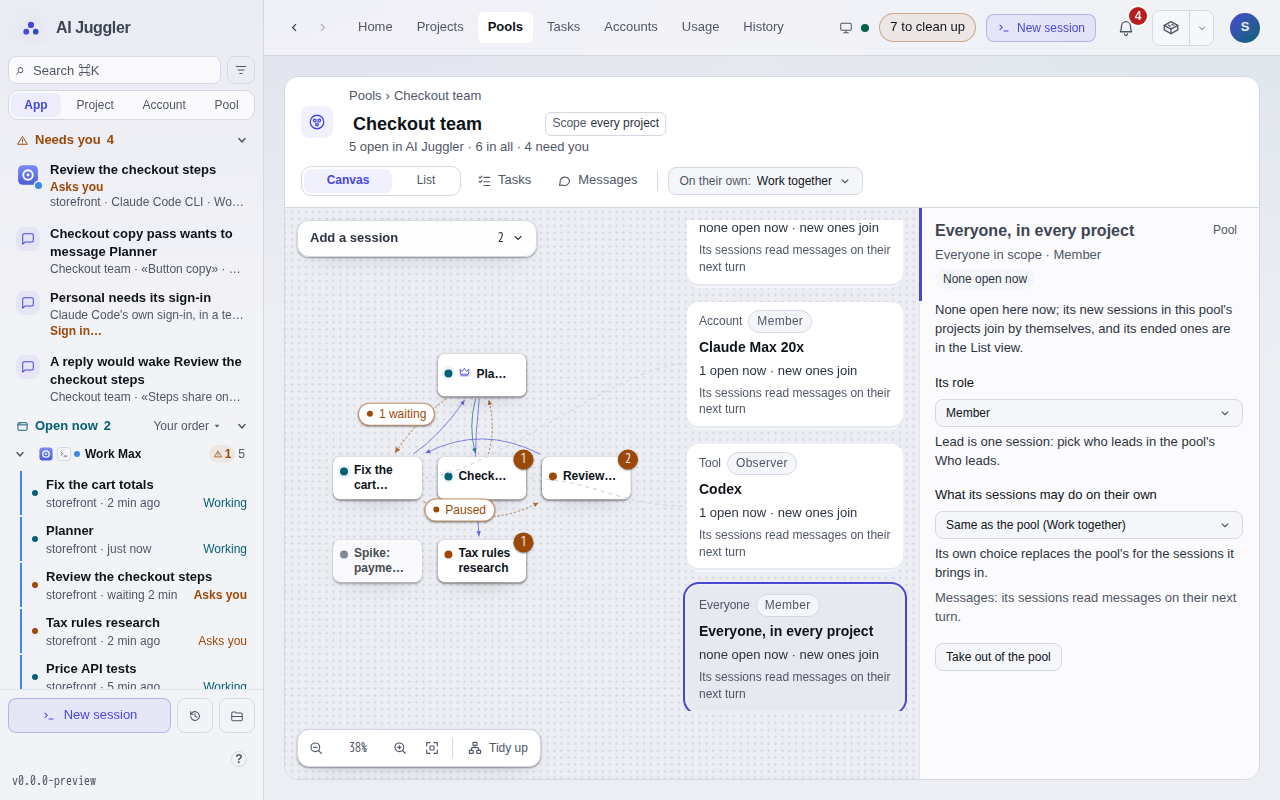 AI Juggler
Search ⌘K
App Project Account Pool
Needs you 4
Review the checkout steps
Asks you
storefront · Claude Code CLI · Wo…
Checkout copy pass wants to
message Planner
Checkout team · «Button copy» · …
Personal needs its sign-in
Claude Code's own sign-in, in a te…
Sign in…
A reply would wake Review the
checkout steps
Checkout team · «Steps share on…
Open now 2 Your order
Work Max 1 5
Fix the cart totals
storefront · 2 min ago Working
Planner
storefront · just now Working
Review the checkout steps
storefront · waiting 2 min Asks you
Tax rules research
storefront · 2 min ago Asks you
Price API tests
storefront · 5 min ago Working
New session
?
v0.0.0-preview
Home Projects Pools Tasks Accounts Usage History
7 to clean up
New session
4
S
Pools › Checkout team
Checkout team
Scope every project
5 open in AI Juggler · 6 in all · 4 need you
Canvas List Tasks Messages On their own: Work together
Add a session 2
Pla…
1 waiting
Fix the
cart…
Check…
1
Review…
2
Paused
Spike:
payme…
Tax rules
research
1
38%
Tidy up
none open now · new ones join
Its sessions read messages on their
next turn
Account Member
Claude Max 20x
1 open now · new ones join
Its sessions read messages on their
next turn
Tool Observer
Codex
1 open now · new ones join
Its sessions read messages on their
next turn
Everyone Member
Everyone, in every project
none open now · new ones join
Its sessions read messages on their
next turn
Everyone, in every project Pool
Everyone in scope · Member
None open now
None open here now; its new sessions in this pool's
projects join by themselves, and its ended ones are
in the List view.
Its role
Member
Lead is one session: pick who leads in the pool's
Who leads.
What its sessions may do on their own
Same as the pool (Work together)
Its own choice replaces the pool's for the sessions it
brings in.
Messages: its sessions read messages on their next
turn.
Take out of the pool